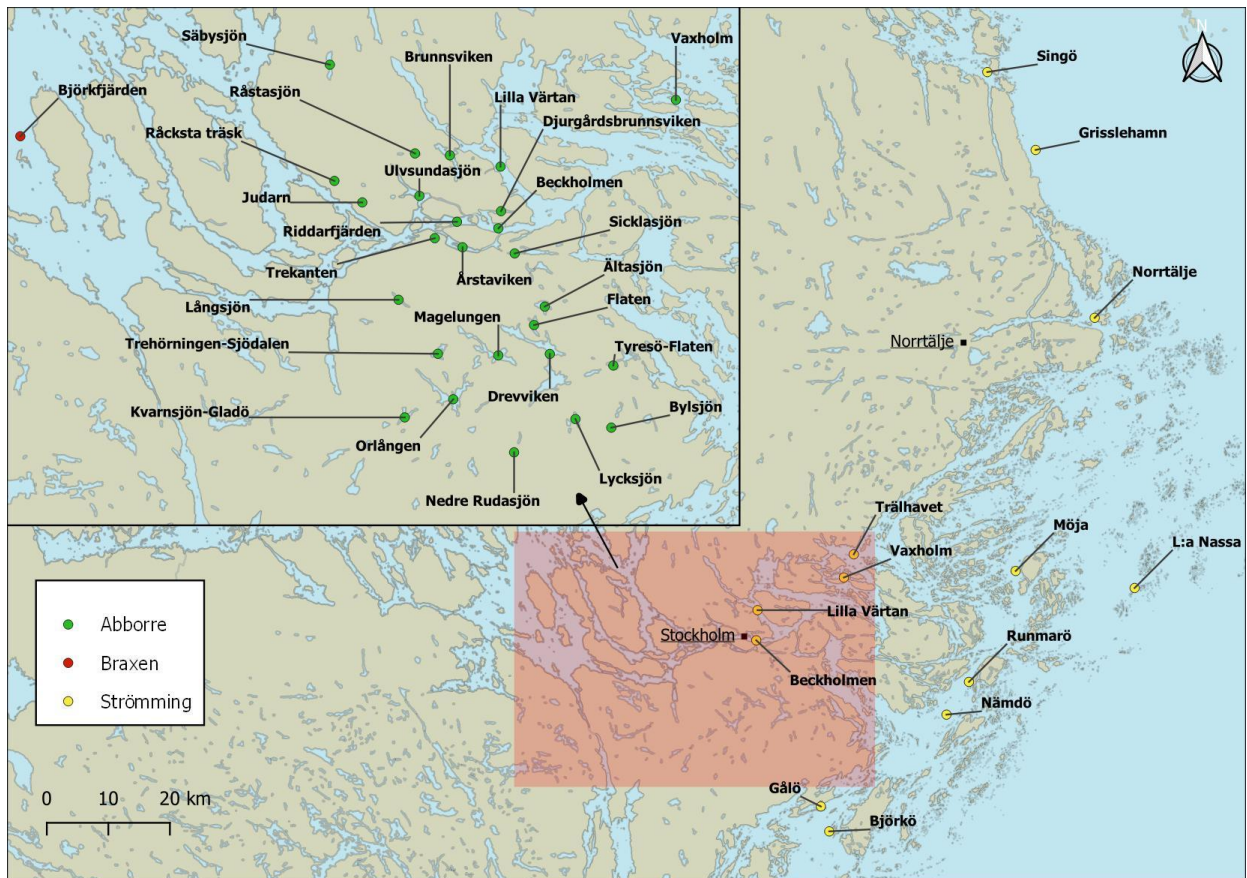 Säbysjön
Brunnsviken
Vaxholm
Björkfjärden
Råstasjön
Lilla Värtan
Råcksta träsk
Djurgårdsbrunnsviken
Ulvsundasjön
Beckholmen
Judarn
Riddarfjärden
Sicklasjön
Trekanten
Årstaviken
Ältasjön
Långsjön
Flaten
Magelungen
Trehörningen-Sjödalen
Tyresö-Flaten
Drevviken
Kvarnsjön-Gladö
Bylsjön
Orlången
Lycksjön
Nedre Rudasjön
N
Singö
Grisslehamn
Norrtälje
Norrtälje
Trälhavet
Möja
Vaxholm
L:a Nassa
Lilla Värtan
Stockholm
Runmarö
Beckholmen
Nämdö
Gålö
Björkö
Abborre
Braxen
Strömming
0 10 20 km